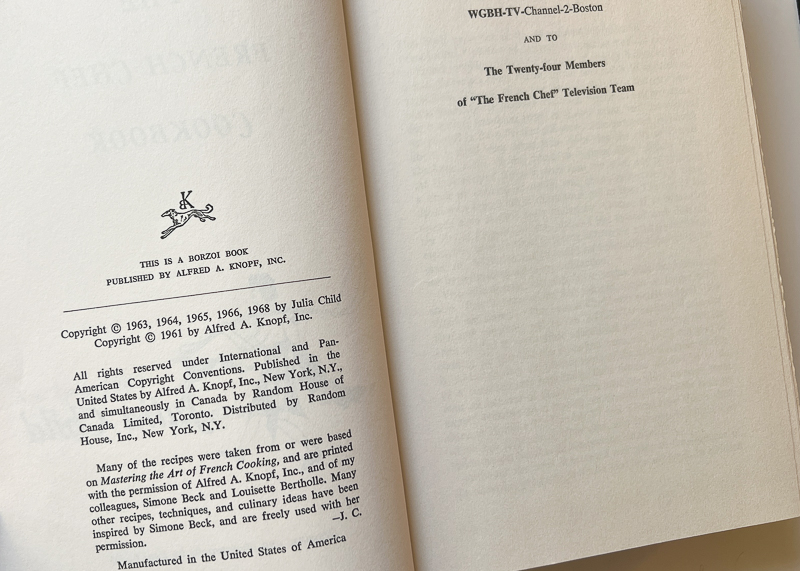 THE
FRENCH CHEF
COOKBOOK
BK
THIS IS A BORZOI BOOK
PUBLISHED BY ALFRED A. KNOPF, INC.
Copyright © 1963, 1964, 1965, 1966, 1968 by Julia Child
Copyright © 1961 by Alfred A. Knopf, Inc.
All rights reserved under International and Pan-
American Copyright Conventions. Published in the
United States by Alfred A. Knopf, Inc., New York, N.Y.,
and simultaneously in Canada by Random House of
Canada Limited, Toronto. Distributed by Random
House, Inc., New York, N.Y.
Many of the recipes were taken from or were based
on Mastering the Art of French Cooking, and are printed
with the permission of Alfred A. Knopf, Inc., and of my
colleagues, Simone Beck and Louisette Bertholle. Many
other recipes, techniques, and culinary ideas have been
inspired by Simone Beck, and are freely used with her
permission.
—J. C.
Manufactured in the United States of America
WGBH-TV-Channel-2-Boston
AND TO
The Twenty-four Members
of "The French Chef" Television Team